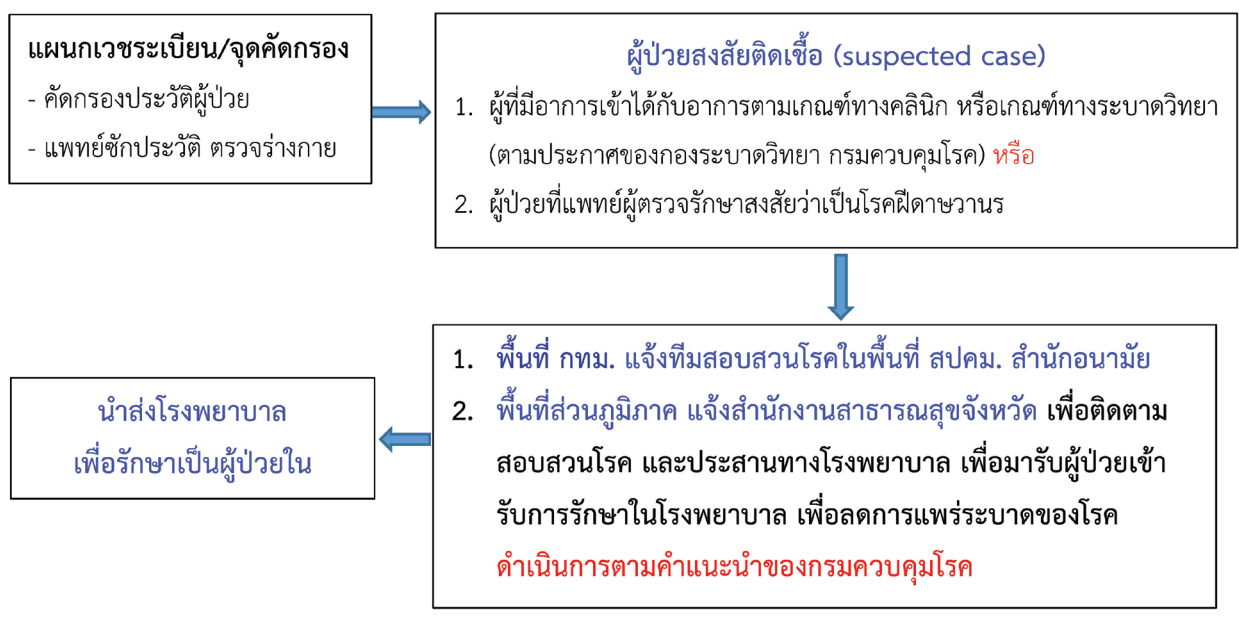 แผนกเวชระเบียน/จุดคัดกรอง
- คัดกรองประวัติผู้ป่วย
- แพทย์ซักประวัติ ตรวจร่างกาย
ผู้ป่วยสงสัยติดเชื้อ (suspected case)
1. ผู้ที่มีอาการเข้าได้กับอาการตามเกณฑ์ทางคลินิก หรือเกณฑ์ทางระบาดวิทยา
(ตามประกาศของกองระบาดวิทยา กรมควบคุมโรค) หรือ
2. ผู้ป่วยที่แพทย์ผู้ตรวจรักษาสงสัยว่าเป็นโรคฝีดาษวานร
1. พื้นที่ กทม. แจ้งทีมสอบสวนโรคในพื้นที่ สปคม. สำนักอนามัย
2. พื้นที่ส่วนภูมิภาค แจ้งสำนักงานสาธารณสุขจังหวัด เพื่อติดตาม
สอบสวนโรค และประสานทางโรงพยาบาล เพื่อมารับผู้ป่วยเข้า
รับการรักษาในโรงพยาบาล เพื่อลดการแพร่ระบาดของโรค
ดำเนินการตามคำแนะนำของกรมควบคุมโรค
นำส่งโรงพยาบาล
เพื่อรักษาเป็นผู้ป่วยใน